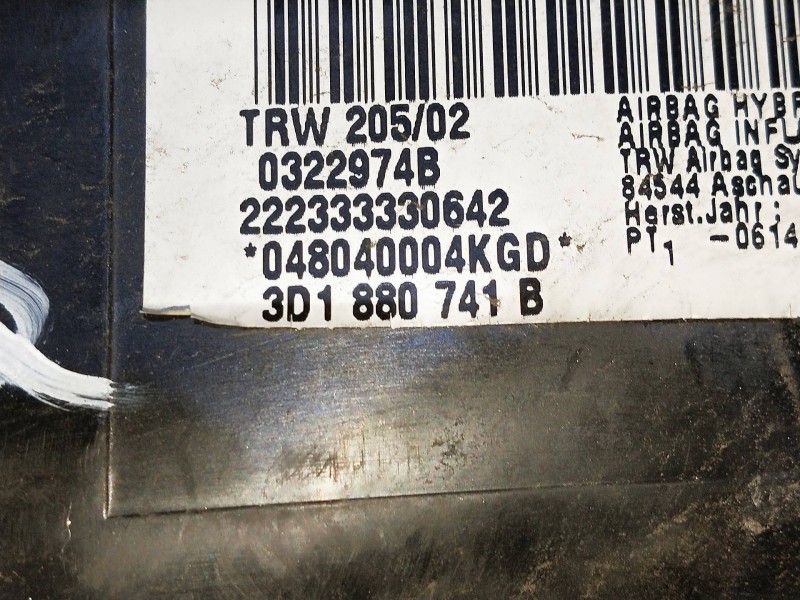 TRW 205/02
0322974B
222333330642
*048040004KGD*
3D1 880 741 B
AIRBAG HYBR
AIRBAG INFL
TRW Airbag Sy
84544 Aschau
Herst.Jahr:
PT1 -0614